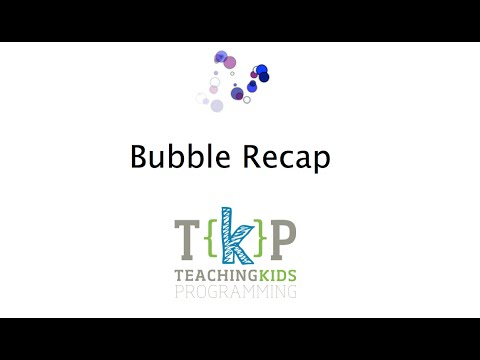 Bubble Recap
T{k}P
TEACHINGKIDS
PROGRAMMING